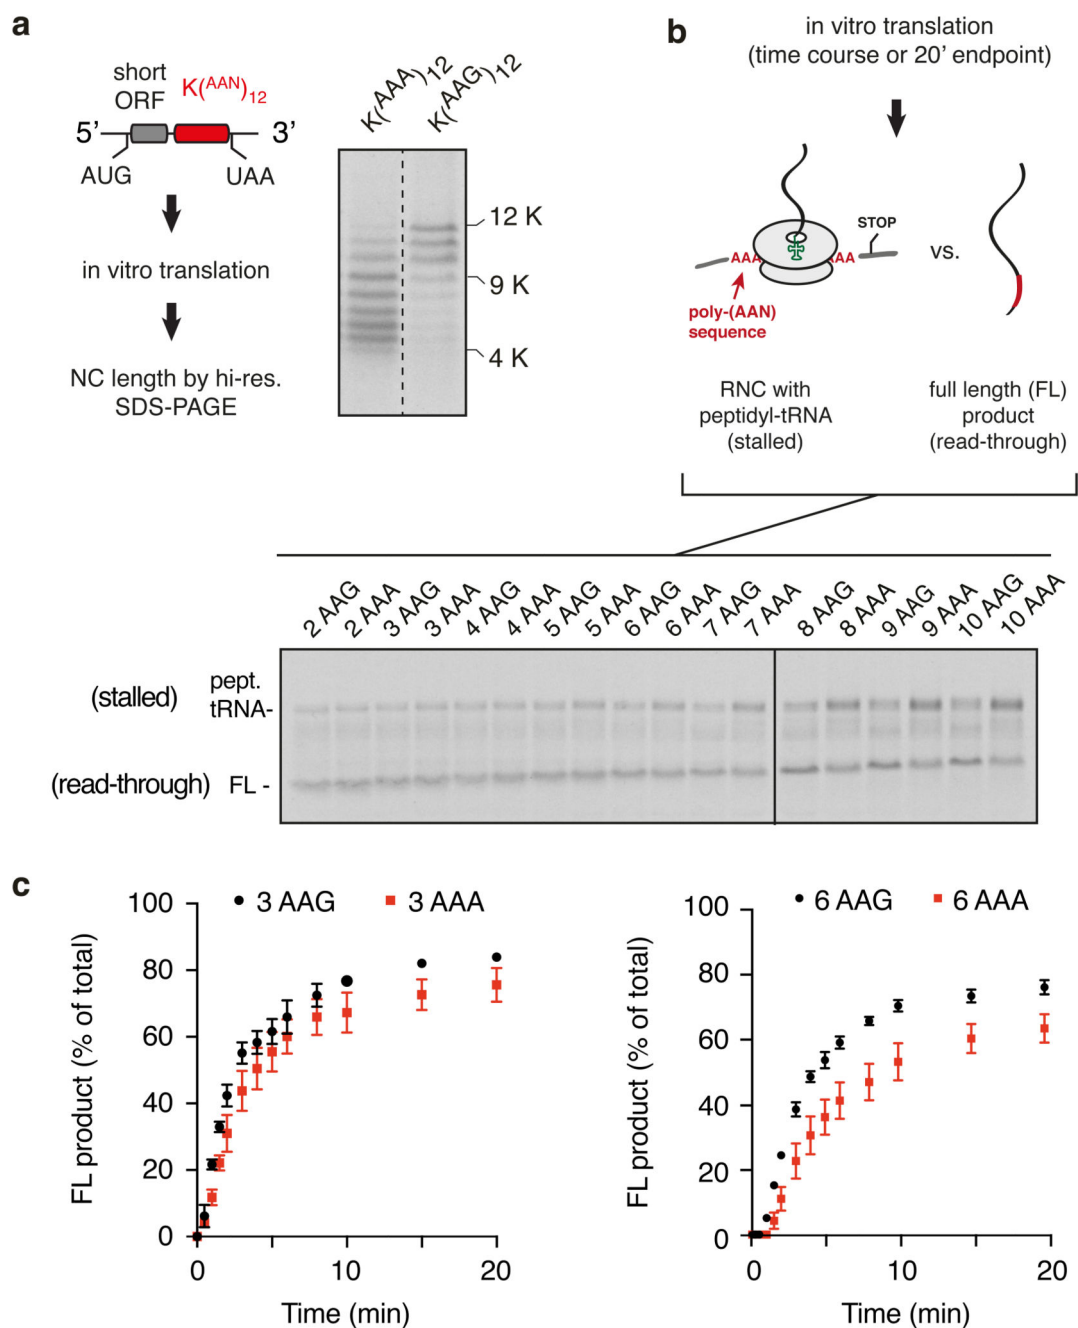 a
short
ORF
K(AAN)12
5’
3’
AUG
UAA
in vitro translation
NC length by hi-res.
SDS-PAGE
K(AAA)12
K(AAG)12
12 K
9 K
4 K
b
in vitro translation
(time course or 20’ endpoint)
STOP
AAA
AA
vs.
poly-(AAN)
sequence
RNC with
peptidyl-tRNA
(stalled)
full length (FL)
product
(read-through)
2 AAG
2 AAA
3 AAG
3 AAA
4 AAG
4 AAA
5 AAG
5 AAA
6 AAG
6 AAA
7 AAG
7 AAA
8 AAG
8 AAA
9 AAG
9 AAA
10 AAG
10 AAA
(stalled)
pept.
tRNA-
(read-through)
FL -
c
3 AAG
3 AAA
FL product (% of total)
100
80
60
40
20
0
0
10
20
Time (min)
6 AAG
6 AAA
FL product (% of total)
100
80
60
40
20
0
0
10
20
Time (min)